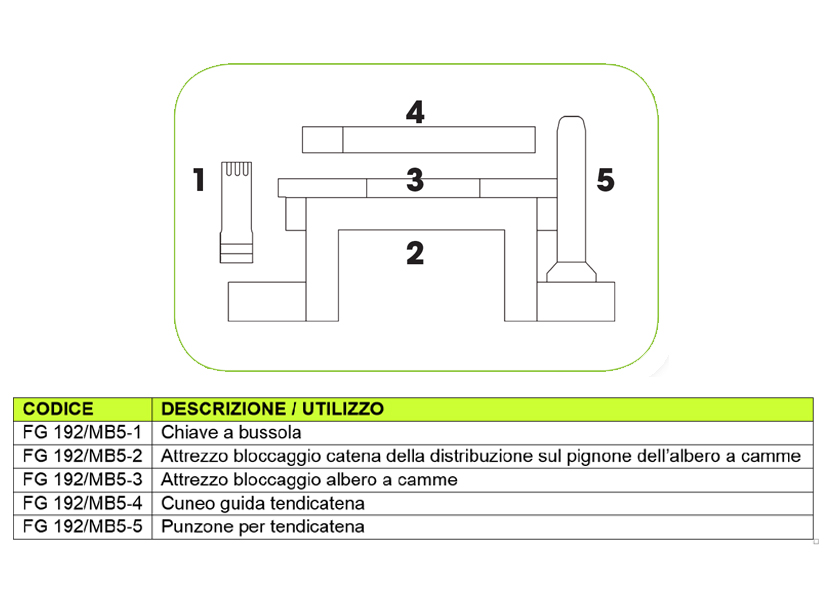 4
1
3
5
2
CODICE DESCRIZIONE / UTILIZZO
FG 192/MB5-1 Chiave a bussola
FG 192/MB5-2 Attrezzo bloccaggio catena della distribuzione sul pignone dell'albero a camme
FG 192/MB5-3 Attrezzo bloccaggio albero a camme
FG 192/MB5-4 Cuneo guida tendicatena
FG 192/MB5-5 Punzone per tendicatena